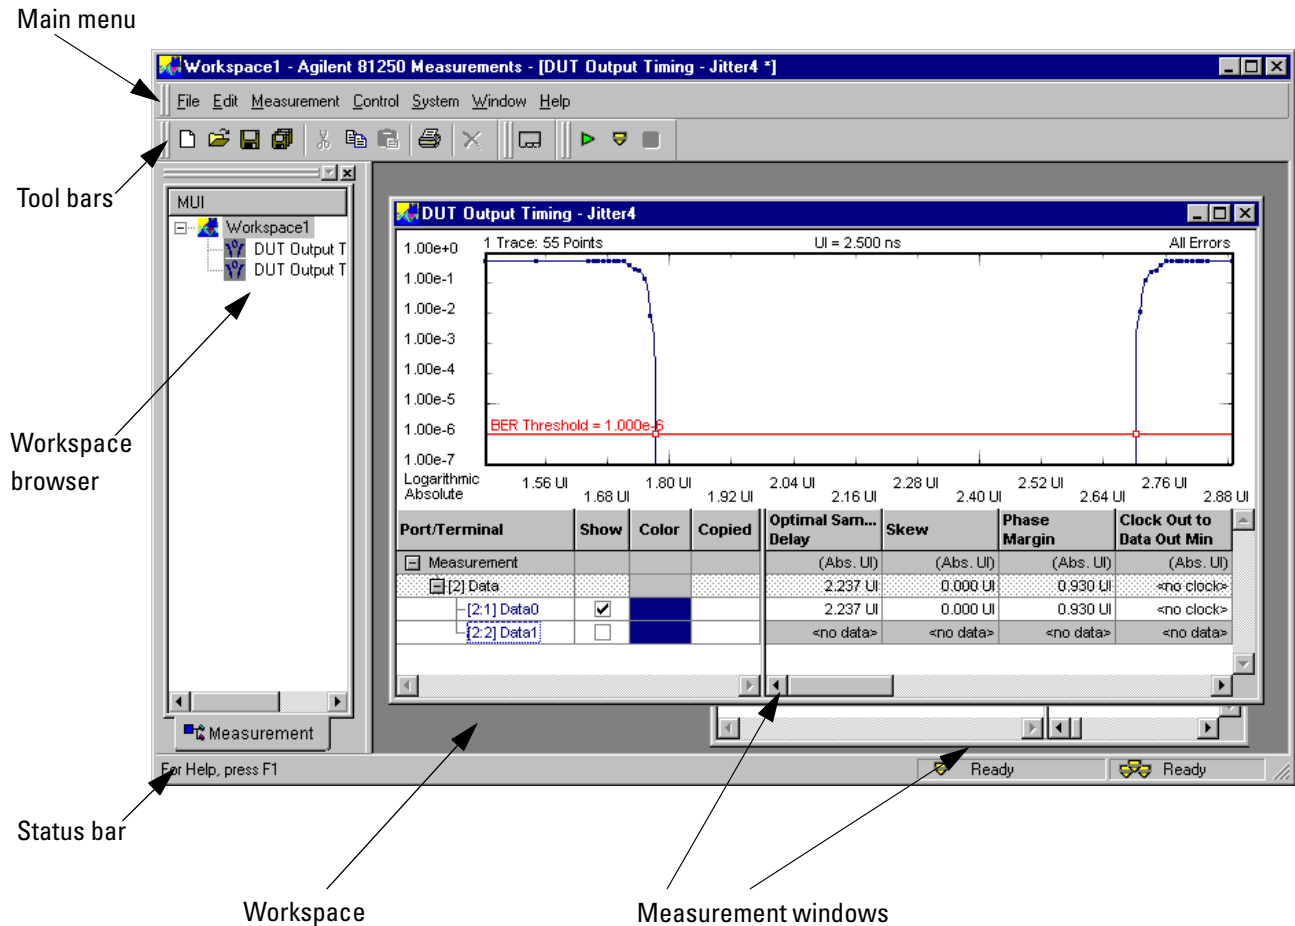 Main menu
Workspace1 - Agilent 81250 Measurements - [DUT Output Timing - Jitter4 *]
File Edit Measurement Control System Window Help
Tool bars
MUI
Workspace1
DUT Output T
DUT Output T
DUT Output Timing - Jitter4
1 Trace: 55 Points UI = 2.500 ns All Errors
1.00e+0
1.00e-1
1.00e-2
1.00e-3
1.00e-4
1.00e-5
1.00e-6
1.00e-7
BER Threshold = 1.000e-6
Logarithmic
Absolute
1.56 UI 1.80 UI 2.04 UI 2.28 UI 2.52 UI 2.76 UI
1.68 UI 1.92 UI 2.16 UI 2.40 UI 2.64 UI 2.88 UI
Workspace
browser
Port/Terminal Show Color Copied Optimal Sam... Delay Skew Phase Margin Clock Out to Data Out Min
Measurement (Abs. UI) (Abs. UI) (Abs. UI) (Abs. UI)
[2] Data 2.237 UI 0.000 UI 0.930 UI <no clock>
[2:1] Data0 2.237 UI 0.000 UI 0.930 UI <no clock>
[2:2] Data1 <no data> <no data> <no data> <no data>
Measurement
For Help, press F1 Ready Ready
Status bar
Workspace
Measurement windows